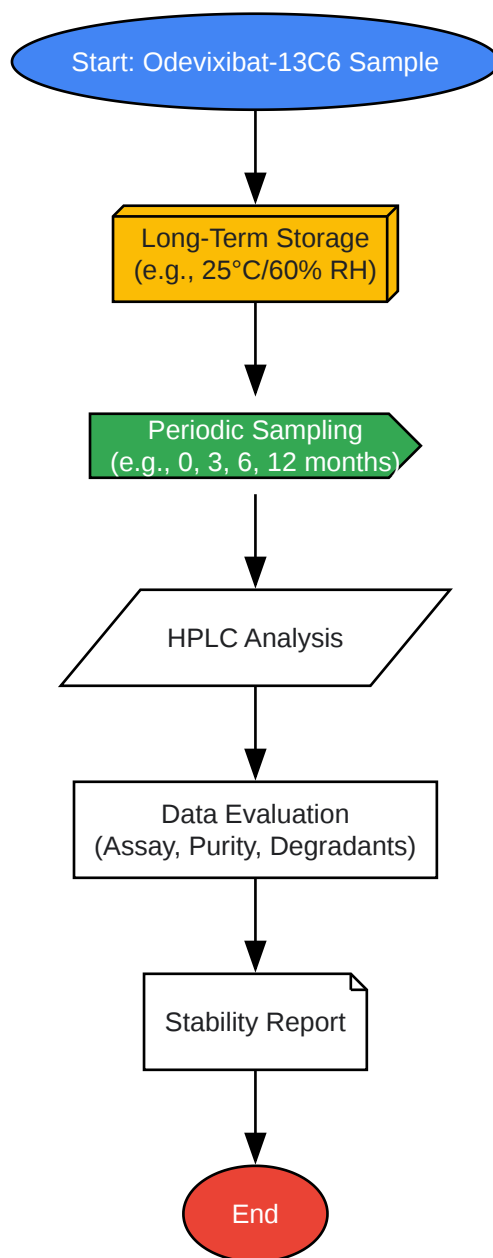 Start: Odevixibat-13C6 Sample
Long-Term Storage
(e.g., 25°C/60% RH)
Periodic Sampling
(e.g., 0, 3, 6, 12 months)
HPLC Analysis
Data Evaluation
(Assay, Purity, Degradants)
Stability Report
End